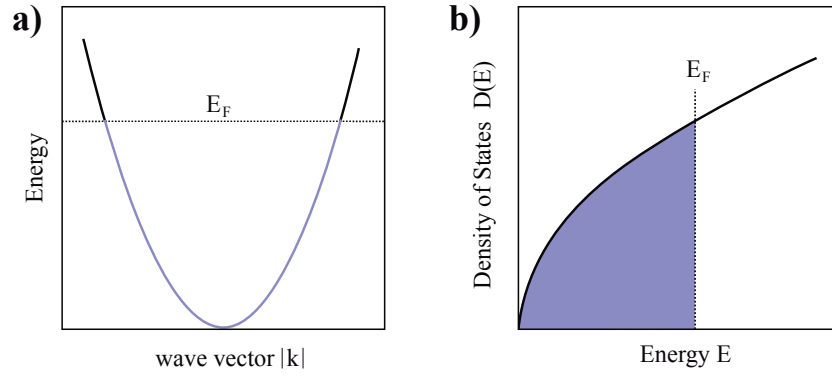 a)
E_F
Energy
wave vector |k|
b)
E_F
Density of States D(E)
Energy E